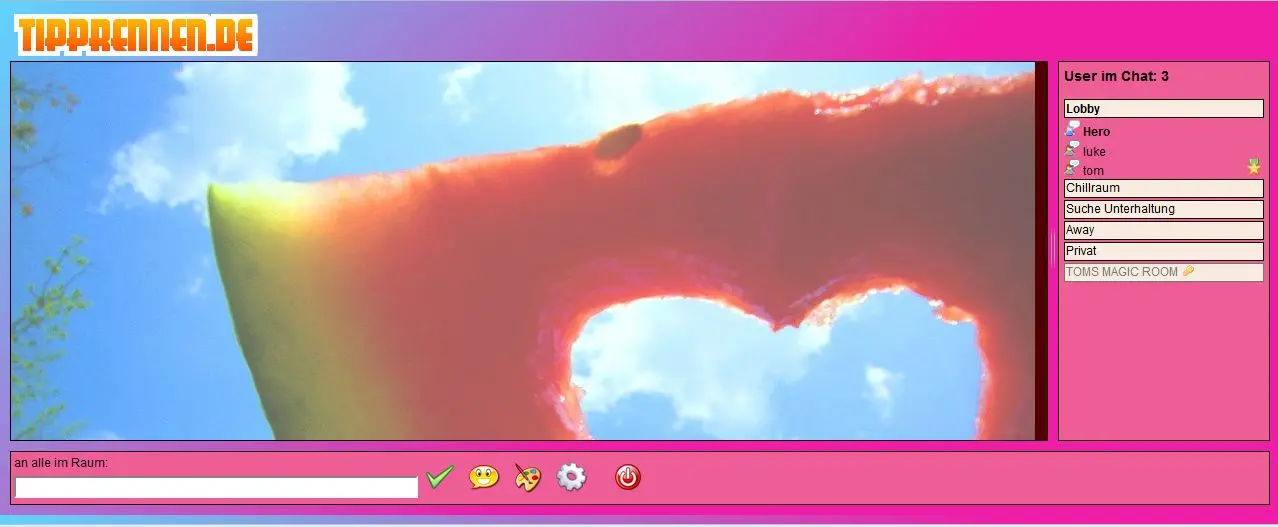 TIPPRENNEN.DE
User im Chat: 3
Lobby
Hero
luke
tom
Chillraum
Suche Unterhaltung
Away
Privat
TOMS MAGIC ROOM
an alle im Raum: